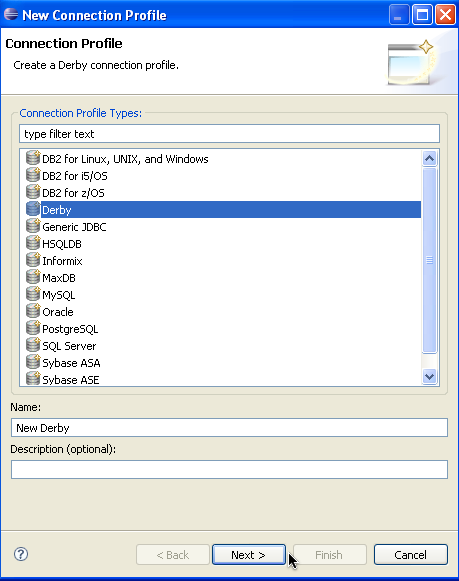 New Connection Profile
Connection Profile
Create a Derby connection profile.
Connection Profile Types:
type filter text
DB2 for Linux, UNIX, and Windows
DB2 for i5/OS
DB2 for z/OS
Derby
Generic JDBC
HSQLDB
Informix
MaxDB
MySQL
Oracle
PostgreSQL
SQL Server
Sybase ASA
Sybase ASE
Name:
New Derby
Description (optional):
? < Back Next > Finish Cancel